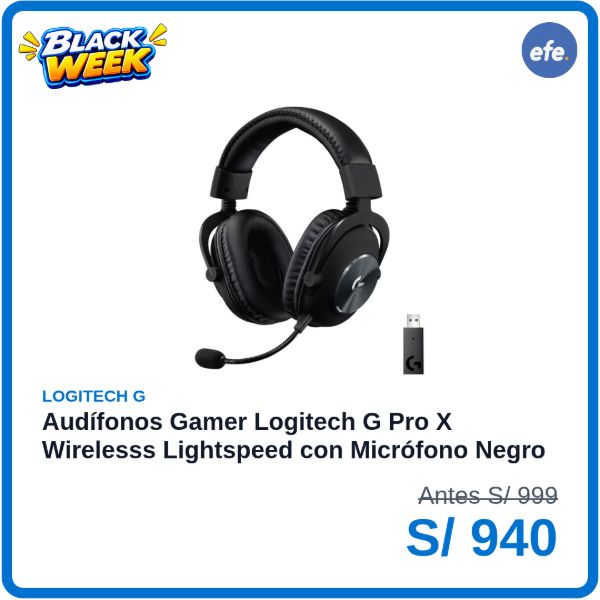 BLACK
WEEK
efe.
LOGITECH G
Audífonos Gamer Logitech G Pro X
Wirelesss Lightspeed con Micrófono Negro
Antes S/ 999
S/ 940